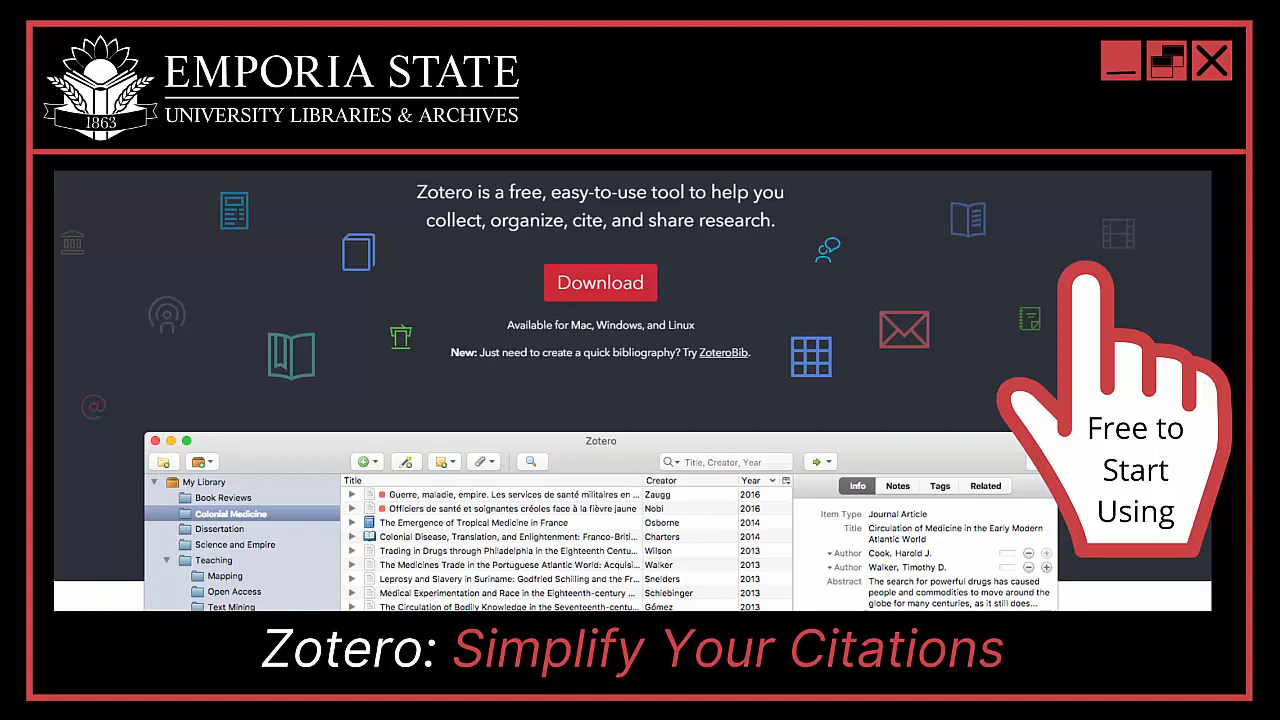 EMPORIA STATE
UNIVERSITY LIBRARIES & ARCHIVES
1863
Zotero is a free, easy-to-use tool to help you
collect, organize, cite, and share research.
Download
Available for Mac, Windows, and Linux
New: Just need to create a quick bibliography? Try ZoteroBib.
@
Free to
Start
Using
Zotero
Title, Creator, Year
My Library
Book Reviews
Colonial Medicine
Dissertation
Science and Empire
Teaching
Mapping
Open Access
Text Mining
Title Creator Year
Guerre, maladie, empire. Les services de santé militaires en ... Zaugg 2016
Officiers de santé et soignantes créoles face à la fièvre jaune Nobi 2016
The Emergence of Tropical Medicine in France Osborne 2014
Colonial Disease, Translation, and Enlightenment: Franco-Briti... Charters 2014
Trading in Drugs through Philadelphia in the Eighteenth Centu... Wilson 2013
The Medicines Trade in the Portuguese Atlantic World: Acquisi... Walker 2013
Leprosy and Slavery in Suriname: Godfried Schilling and the Fr... Snelders 2013
Medical Experimentation and Race in the Eighteenth-century ... Schiebinger 2013
The Circulation of Bodily Knowledge in the Seventeenth-centu... Gómez 2013
Info Notes Tags Related
Item Type Journal Article
Title Circulation of Medicine in the Early Modern
Atlantic World
Author Cook, Harold J.
Author Walker, Timothy D.
Abstract The search for powerful drugs has caused
people and commodities to move around the
globe for many centuries, as it still does...
Zotero: Simplify Your Citations